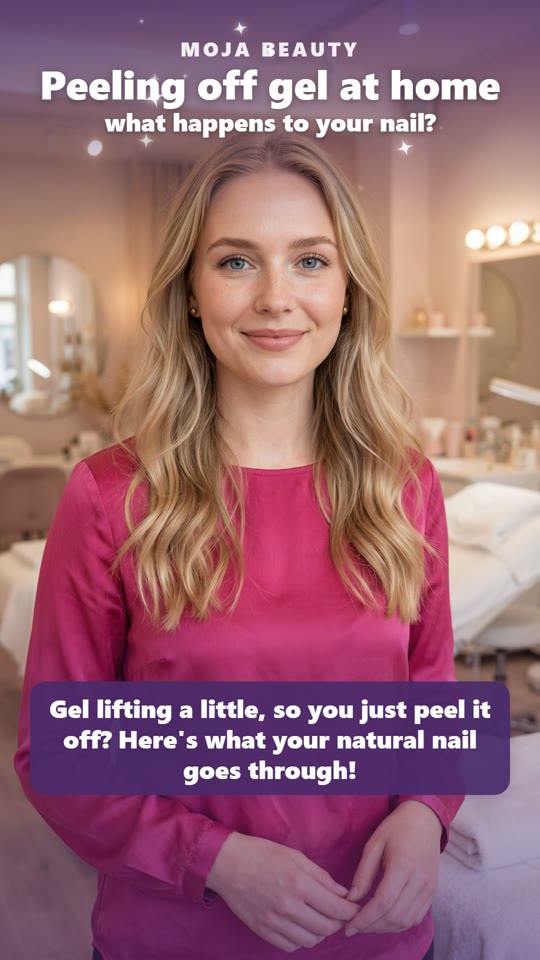 MOJA BEAUTY
Peeling off gel at home
what happens to your nail?
Gel lifting a little, so you just peel it
off? Here's what your natural nail
goes through!